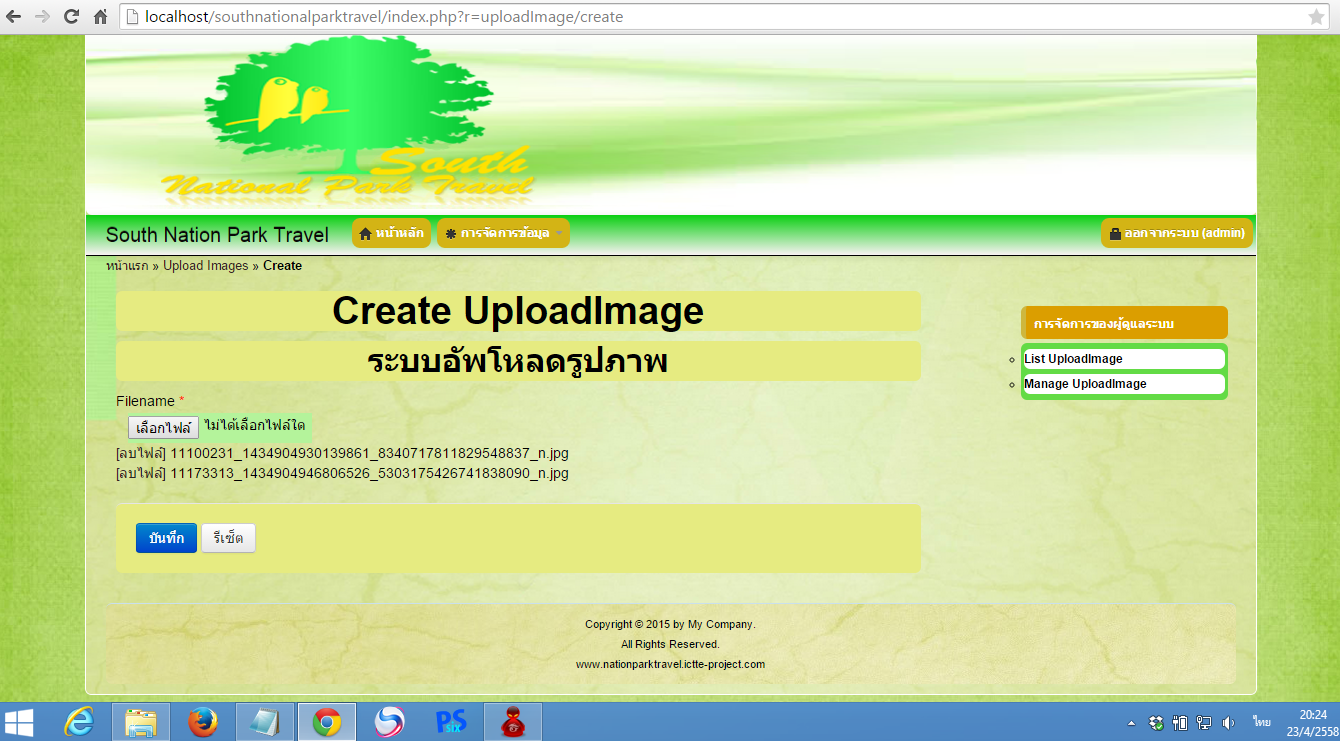 localhost/southnationalparktravel/index.php?r=uploadImage/create
South
National Park Travel
South Nation Park Travel
หน้าหลัก
การจัดการข้อมูล
ออกจากระบบ (admin)
หน้าแรก » Upload Images » Create
Create UploadImage
ระบบอัพโหลดรูปภาพ
การจัดการของผู้ดูแลระบบ
List UploadImage
Manage UploadImage
Filename *
เลือกไฟล์ ไม่ได้เลือกไฟล์ใด
[ลบไฟล์] 11100231_1434904930139861_8340717811829548837_n.jpg
[ลบไฟล์] 11173313_1434904946806526_5303175426741838090_n.jpg
บันทึก รีเซ็ต
Copyright © 2015 by My Company.
All Rights Reserved.
www.nationparktravel.ictte-project.com
PS
six
ไทย
20:24
23/4/2558